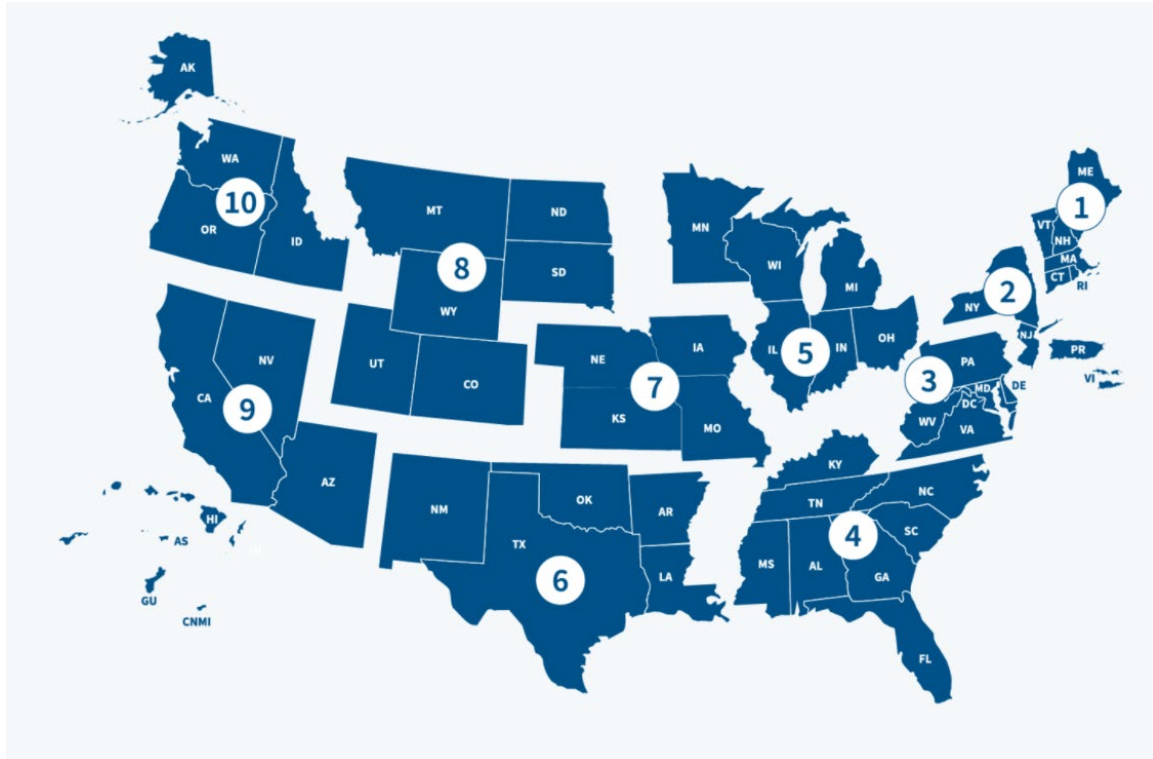 AK
WA
10
OR
ID
MT
ND
8
SD
WY
UT
CO
MN
WI
MI
IL
5
IN
OH
NE
IA
7
KS
MO
ME
1
VT
NH
MA
CT
RI
2
NY
NJ
PR
VI
3
PA
MD
DE
DC
WV
VA
NV
CA
9
AZ
HI
AS
GU
CNMI
NM
OK
TX
AR
6
LA
KY
TN
NC
4
SC
MS
AL
GA
FL